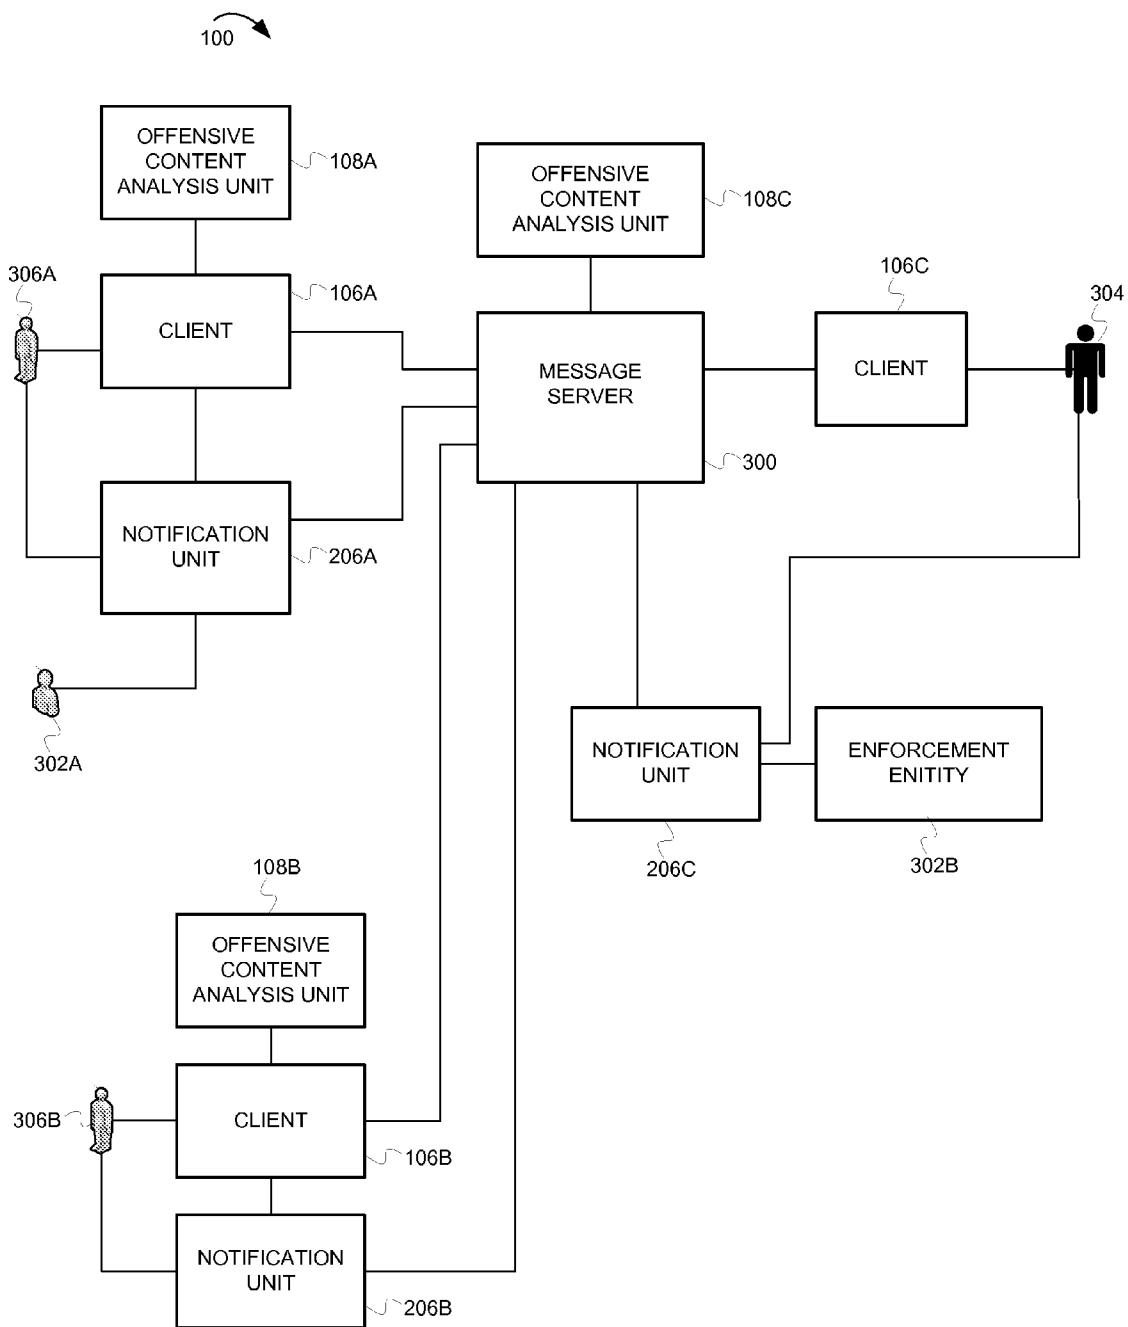 100
OFFENSIVE
CONTENT
ANALYSIS UNIT
108A
OFFENSIVE
CONTENT
ANALYSIS UNIT
108C
306A
CLIENT
106A
MESSAGE
SERVER
300
106C
CLIENT
304
NOTIFICATION
UNIT
206A
302A
NOTIFICATION
UNIT
206C
ENFORCEMENT
ENITITY
302B
108B
OFFENSIVE
CONTENT
ANALYSIS UNIT
306B
CLIENT
106B
NOTIFICATION
UNIT
206B